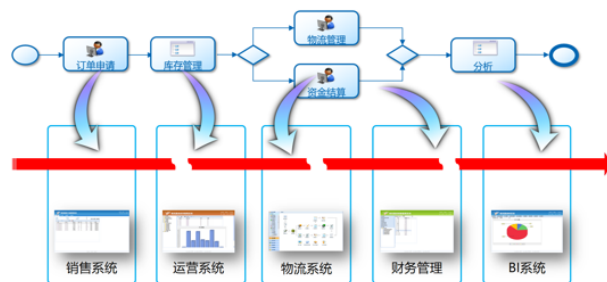 物流管理
订单申请
库存管理
分析
资金结算
销售系统
运营系统
物流系统
财务管理
BI系统